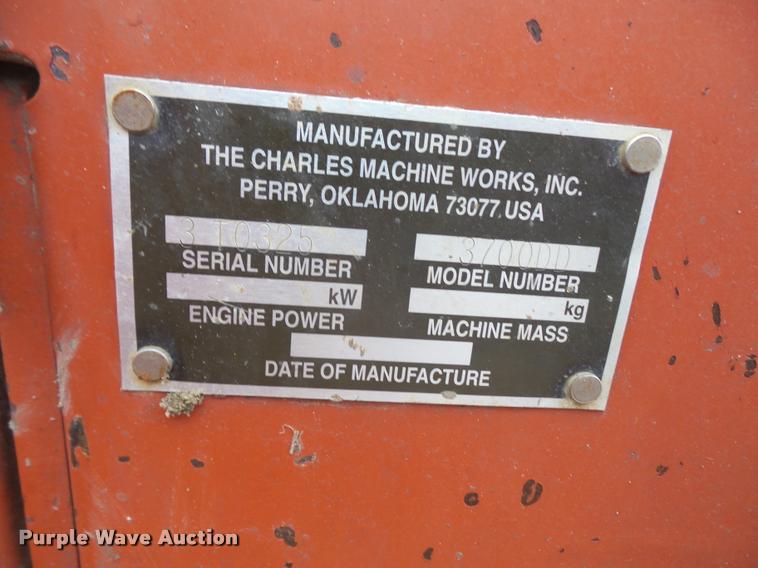 MANUFACTURED BY
THE CHARLES MACHINE WORKS, INC.
PERRY, OKLAHOMA 73077 USA
3T0325 3700DD
SERIAL NUMBER MODEL NUMBER
kW kg
ENGINE POWER MACHINE MASS
DATE OF MANUFACTURE
Purple Wave Auction